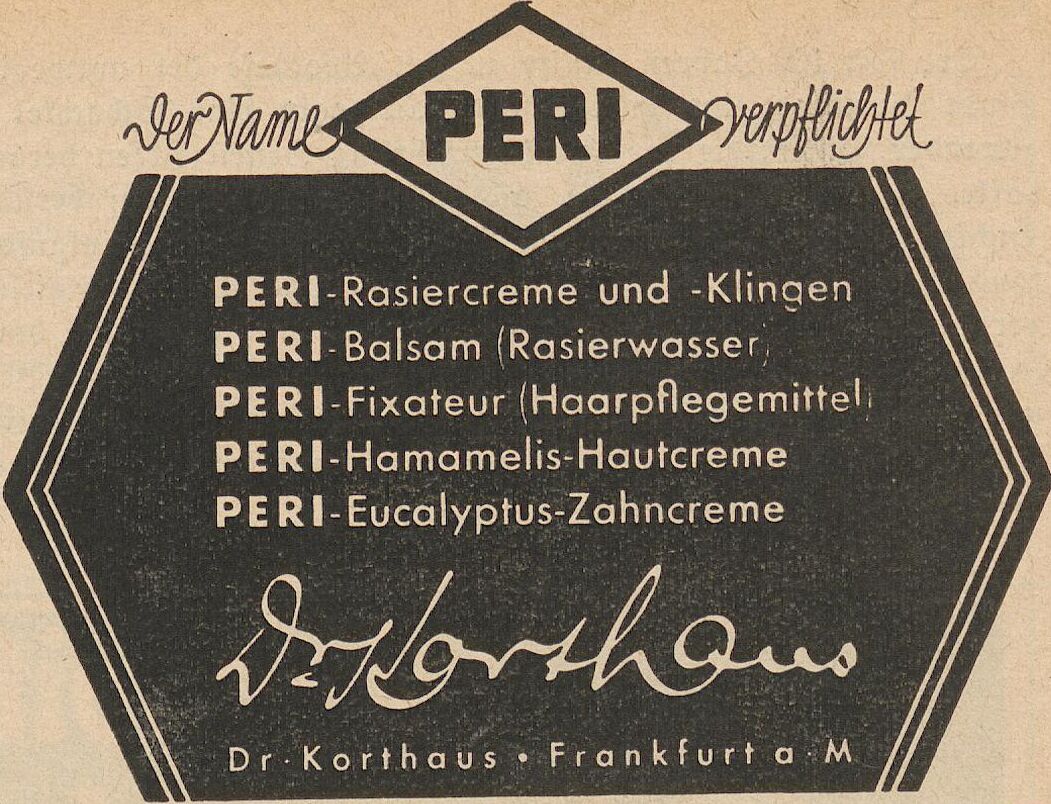 der Name PERI verpflichtet
PERI-Rasiercreme und -Klingen
PERI-Balsam (Rasierwasser)
PERI-Fixateur (Haarpflegemittel)
PERI-Hamamelis-Hautcreme
PERI-Eucalyptus-Zahncreme
Dr. Korthaus
Dr · Korthaus • Frankfurt a · M